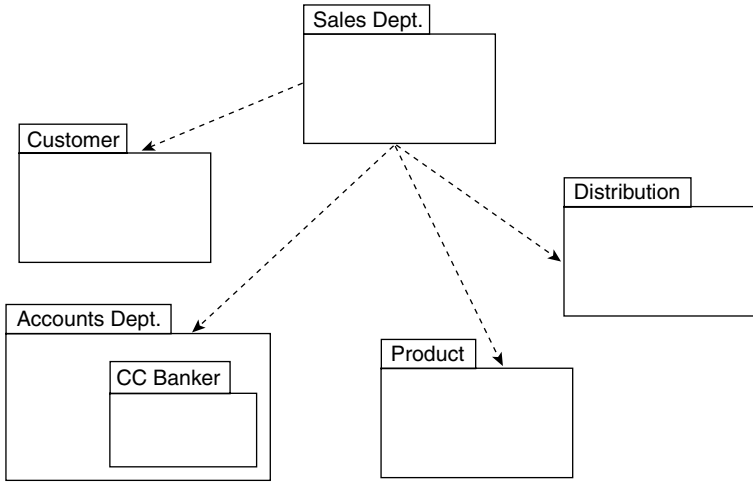 Sales Dept.
Customer
Distribution
Accounts Dept.
Product
CC Banker